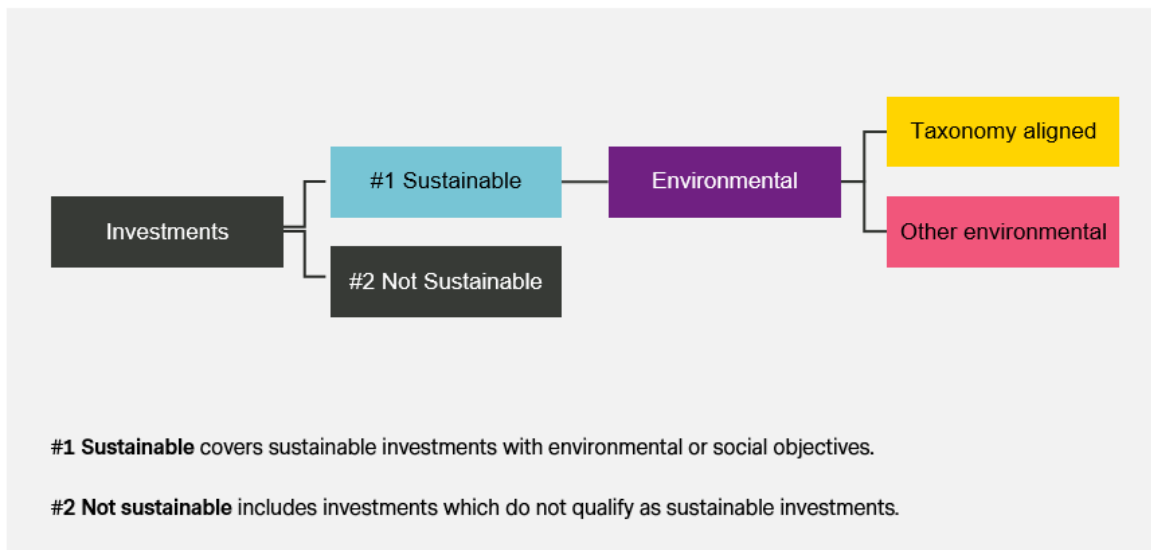 Taxonomy aligned
#1 Sustainable
Environmental
Investments
Other environmental
#2 Not Sustainable
#1 Sustainable covers sustainable investments with environmental or social objectives.
#2 Not sustainable includes investments which do not qualify as sustainable investments.